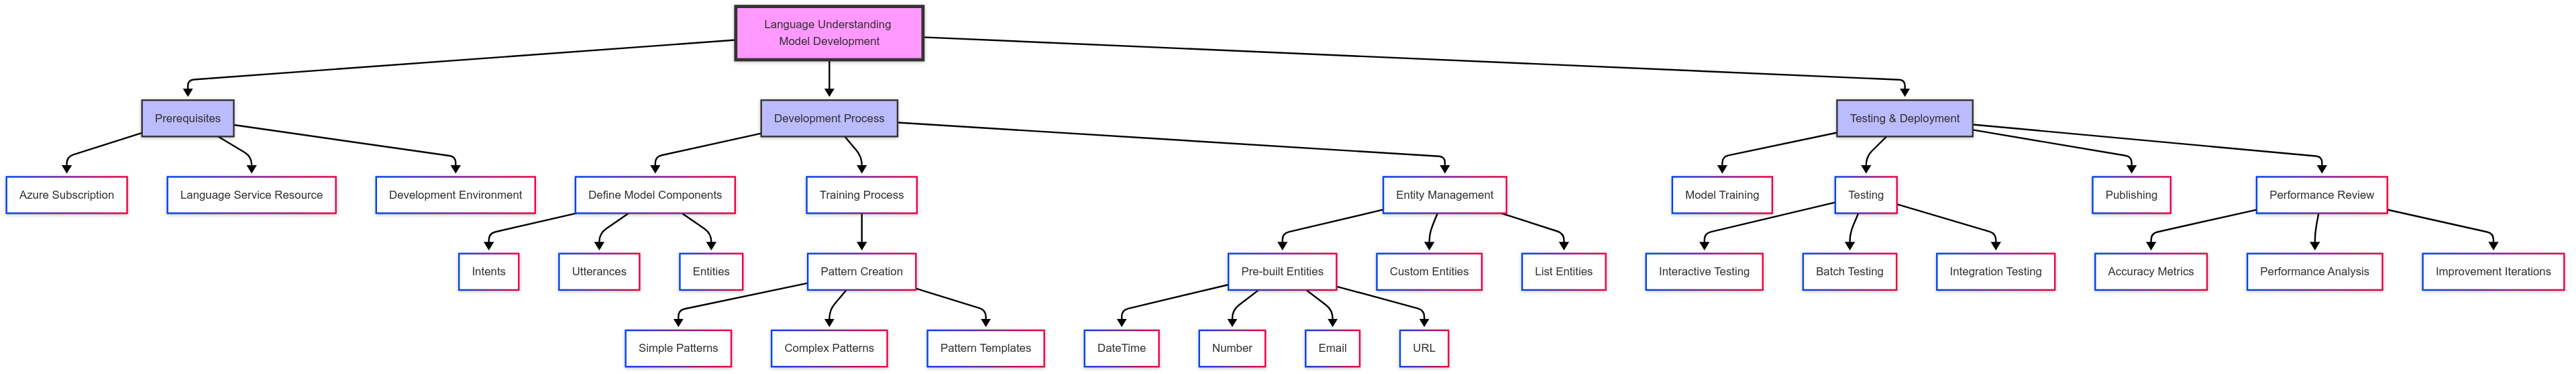 Language Understanding
Model Development
Prerequisites
Development Process
Testing & Deployment
Azure Subscription
Language Service Resource
Development Environment
Define Model Components
Training Process
Entity Management
Model Training
Testing
Publishing
Performance Review
Intents
Utterances
Entities
Pattern Creation
Pre-built Entities
Custom Entities
List Entities
Interactive Testing
Batch Testing
Integration Testing
Accuracy Metrics
Performance Analysis
Improvement Iterations
Simple Patterns
Complex Patterns
Pattern Templates
DateTime
Number
Email
URL